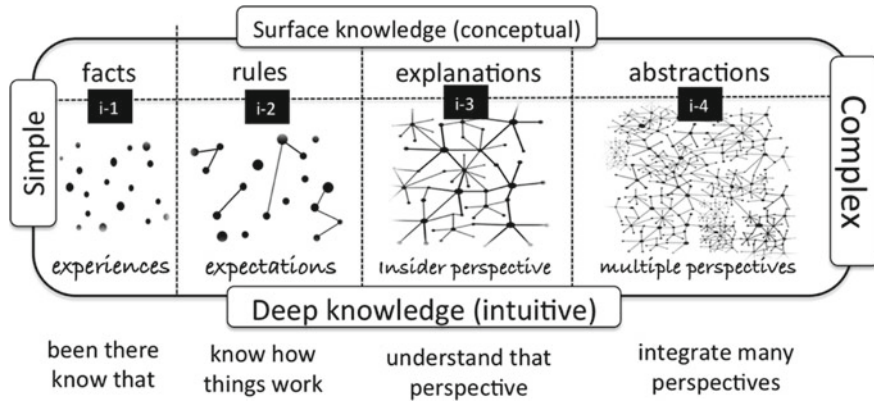 Surface knowledge (conceptual)
facts
rules
explanations
abstractions
i-1
i-2
i-3
i-4
Simple
Complex
experiences
expectations
Insider perspective
multiple perspectives
Deep knowledge (intuitive)
been there
know that
know how
things work
understand that
perspective
integrate many
perspectives